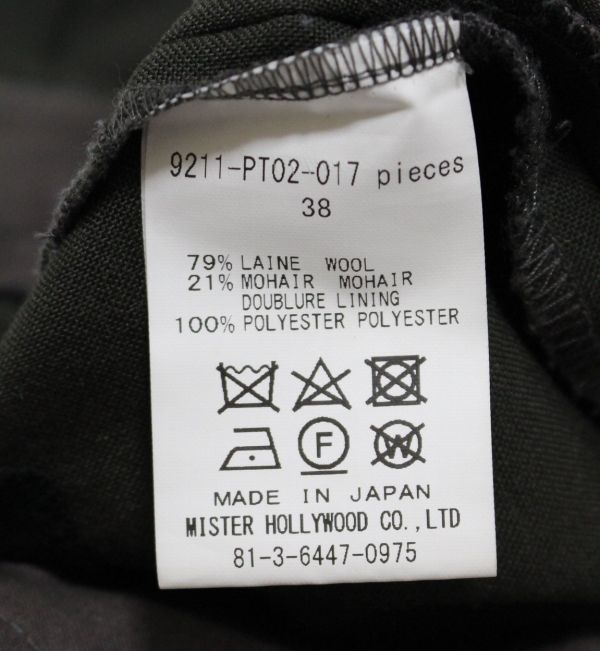 9211-PT02-017 pieces
38
79% LAINE WOOL
21% MOHAIR MOHAIR
DOUBLURE LINING
100% POLYESTER POLYESTER
F W
MADE IN JAPAN
MISTER HOLLYWOOD CO.,LTD
81-3-6447-0975